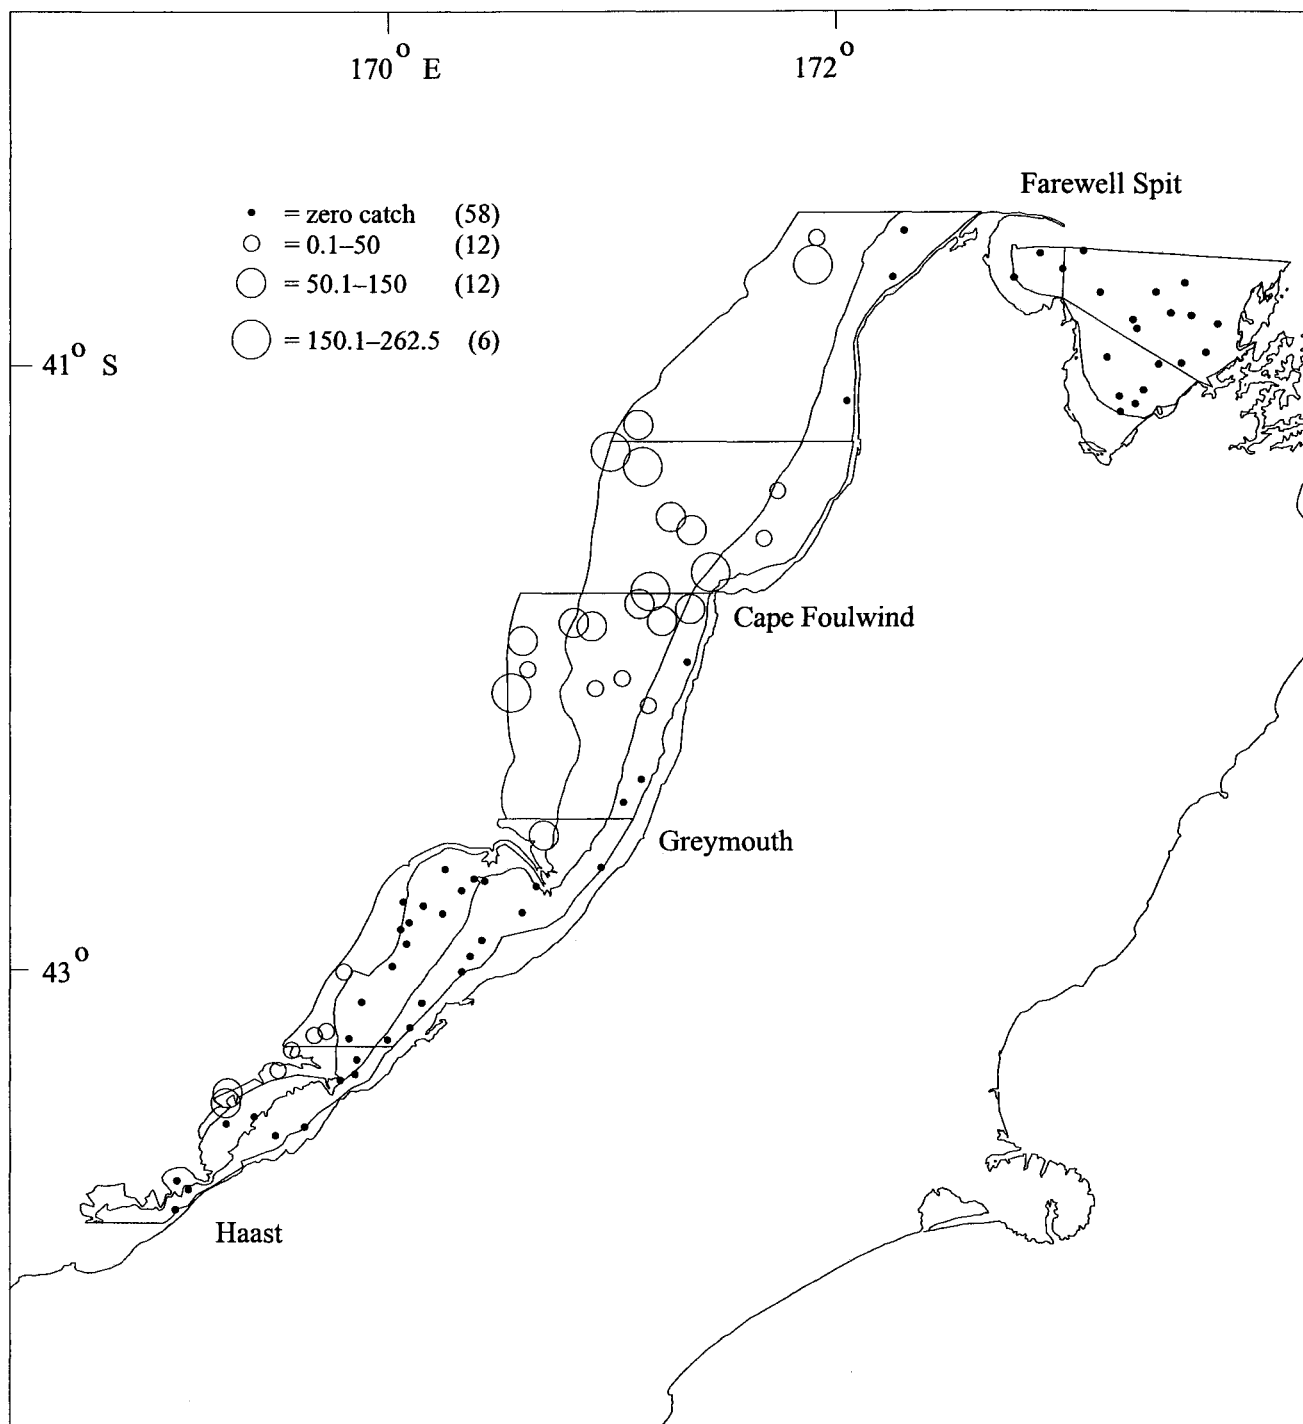 170° E
172°
Farewell Spit
• = zero catch (58)
○ = 0.1–50 (12)
○ = 50.1–150 (12)
○ = 150.1–262.5 (6)
41° S
Cape Foulwind
Greymouth
43°
Haast